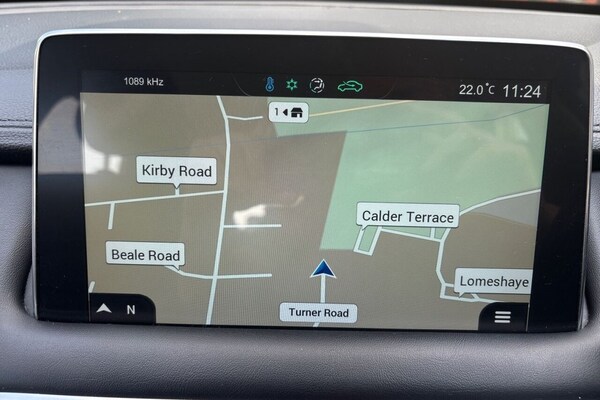 1089 kHz
22.0°C 11:24
1
Kirby Road
Calder Terrace
Beale Road
Lomeshaye
Turner Road
N